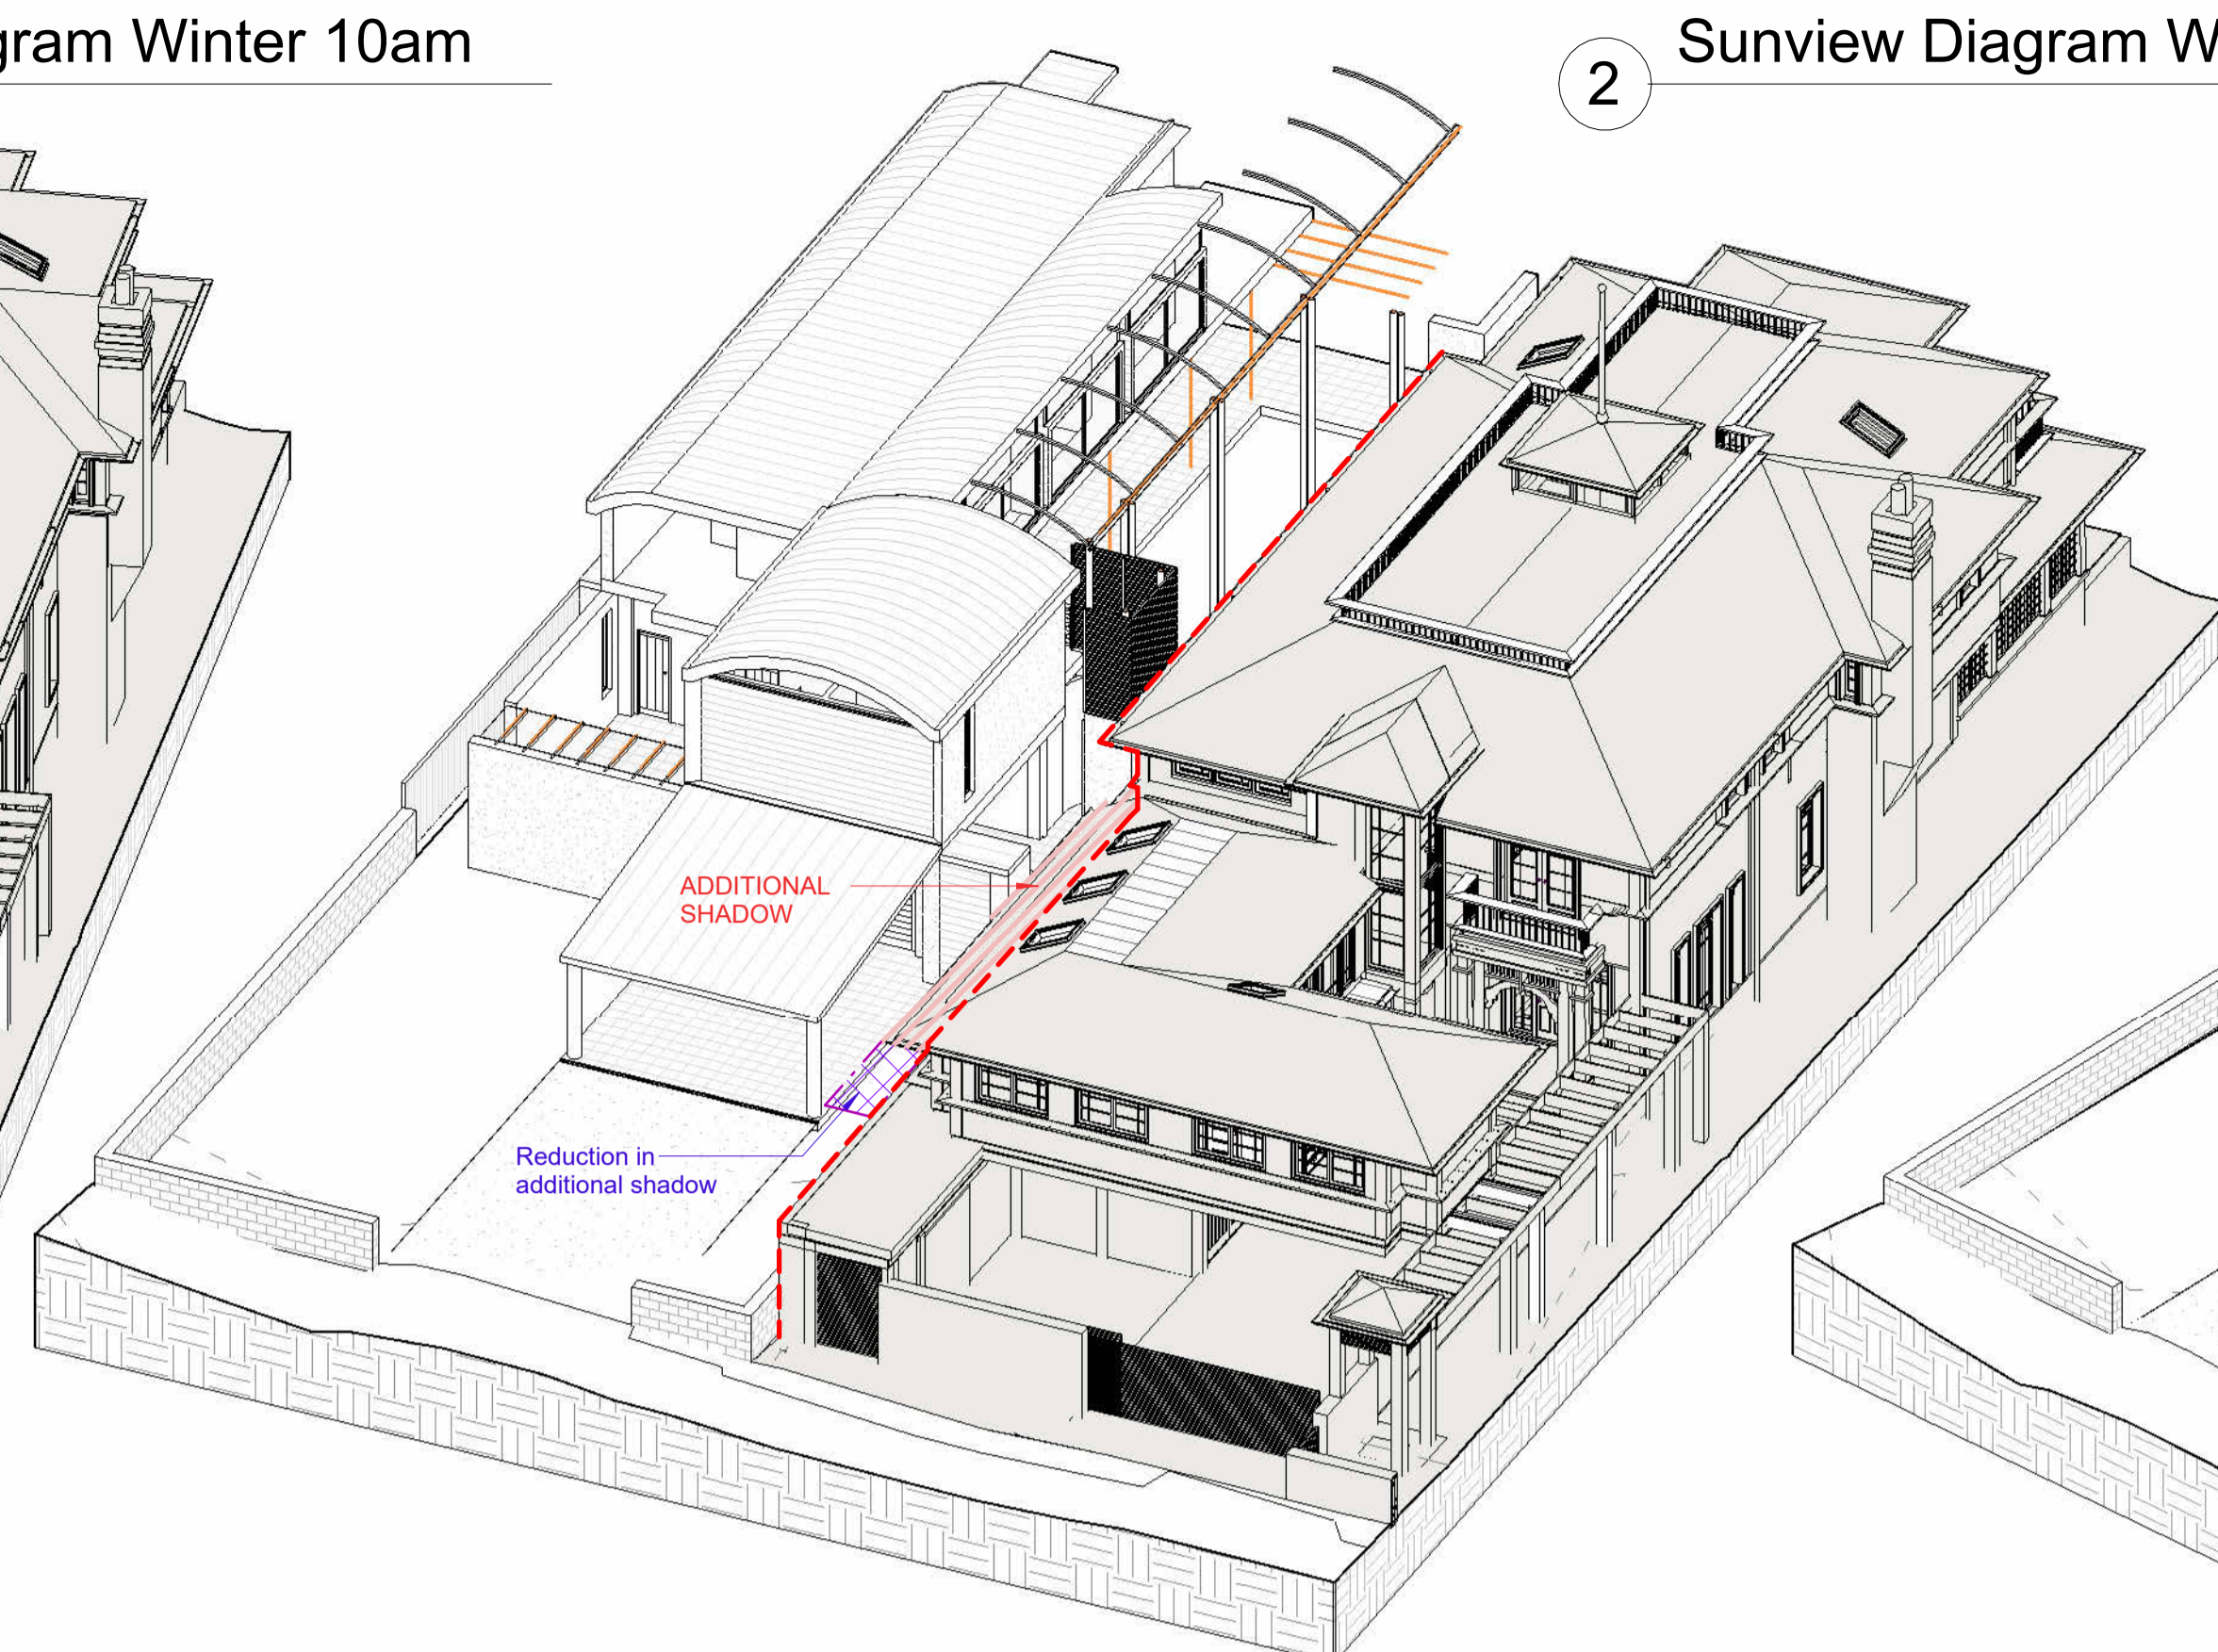 gram Winter 10am
2
Sunview Diagram W
ADDITIONAL
SHADOW
Reduction in
additional shadow